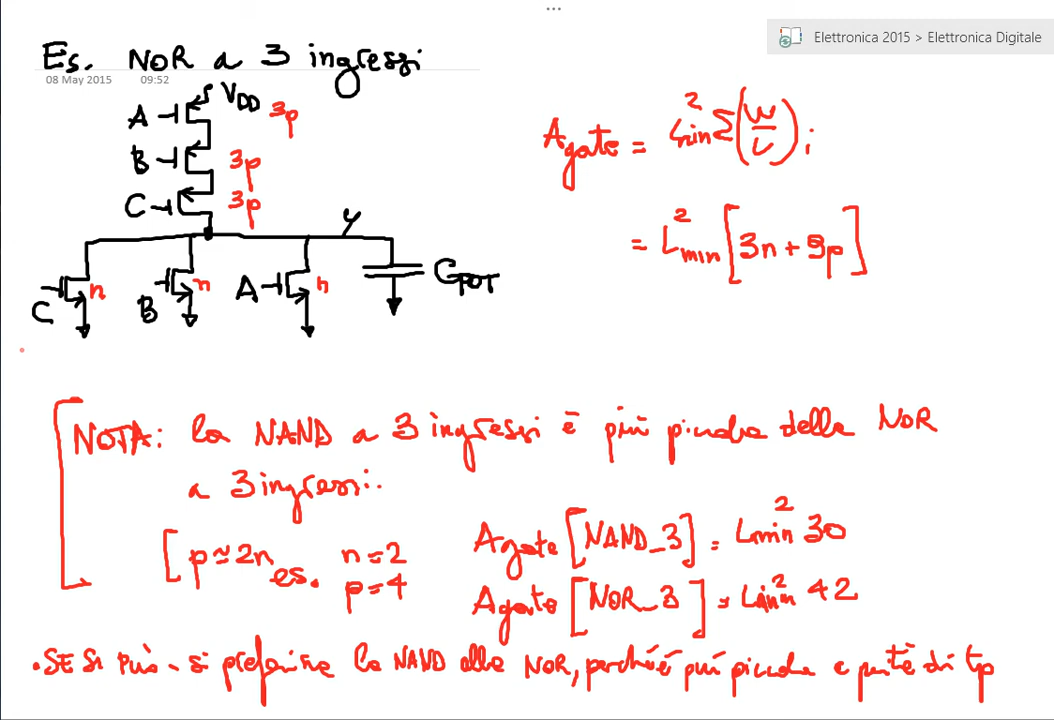 Elettronica 2015 > Elettronica Digitale
Es. NOR a 3 ingressi
08 May 2015 09:52
VDD
A 3p
B 3p
C 3p
Y
CTOT
C n B n A n
Agate = Lmin² Σ(W/L)i
= L²min [3n + 9p]
NOTA: la NAND a 3 ingressi è più piccola della NOR
a 3 ingressi.
[p ≃ 2n es. n = 2
p = 4
Agate [NAND_3] = Lmin² 30
Agate [NOR_3] = Lmin² 42
. SE SI PUÒ si preferisce la NAND alla NOR, perché è più piccola a parità di tp